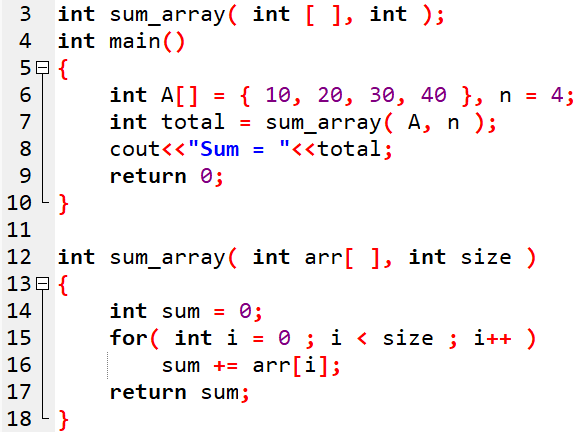 3 int sum_array( int [ ], int );
4 int main()
5 {
6 int A[] = { 10, 20, 30, 40 }, n = 4;
7 int total = sum_array( A, n );
8 cout<<"Sum = "<<total;
9 return 0;
10 }
11
12 int sum_array( int arr[ ], int size )
13 {
14 int sum = 0;
15 for( int i = 0 ; i < size ; i++ )
16 sum += arr[i];
17 return sum;
18 }